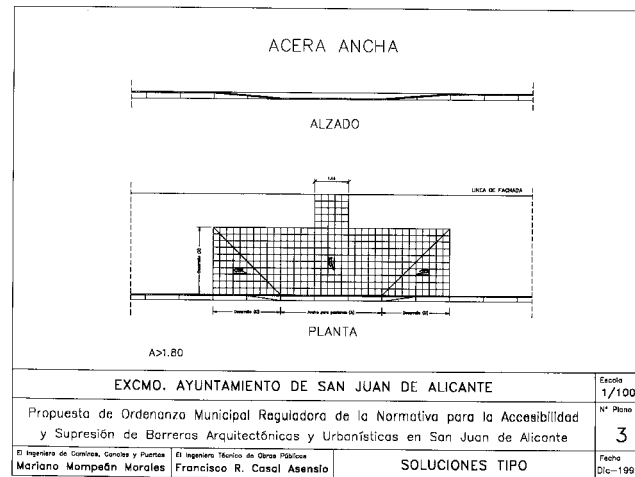 ACERA ANCHA
ALZADO
LINEA DE FACHADA
PLANTA
A>1.80
EXCMO. AYUNTAMIENTO DE SAN JUAN DE ALICANTE
Escala
1/100
Propuesta de Ordenanza Municipal Reguladora de la Normativa para la Accesibilidad
y Supresión de Barreras Arquitectónicas y Urbanísticas en San Juan de Alicante
Nº Plano
3
El Ingeniero de Caminos, Canales y Puertos
Mariano Mompeán Morales
El Ingeniero Técnico de Obras Públicas
Francisco R. Casal Asensio
SOLUCIONES TIPO
Fecha
Dic-199